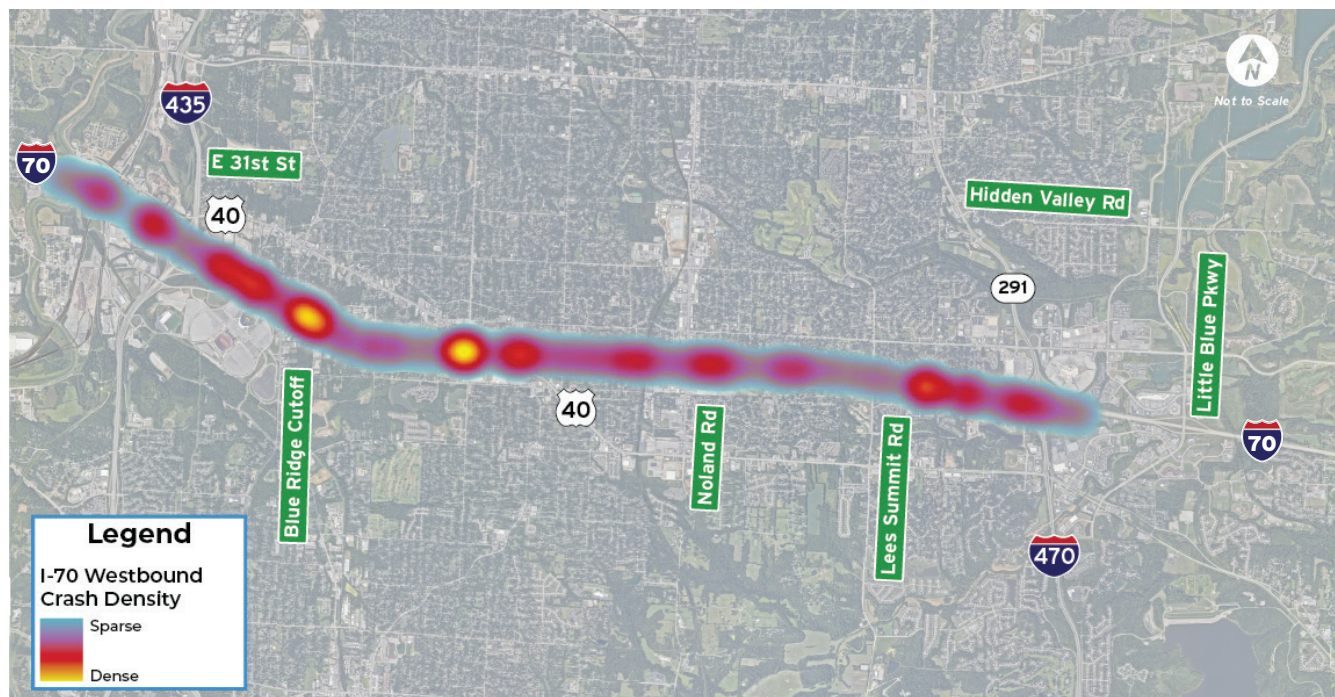 N
Not to Scale
435
70
E 31st St
40
Hidden Valley Rd
291
Little Blue Pkwy
Blue Ridge Cutoff
40
Noland Rd
Lees Summit Rd
70
470
Legend
I-70 Westbound
Crash Density
Sparse
Dense